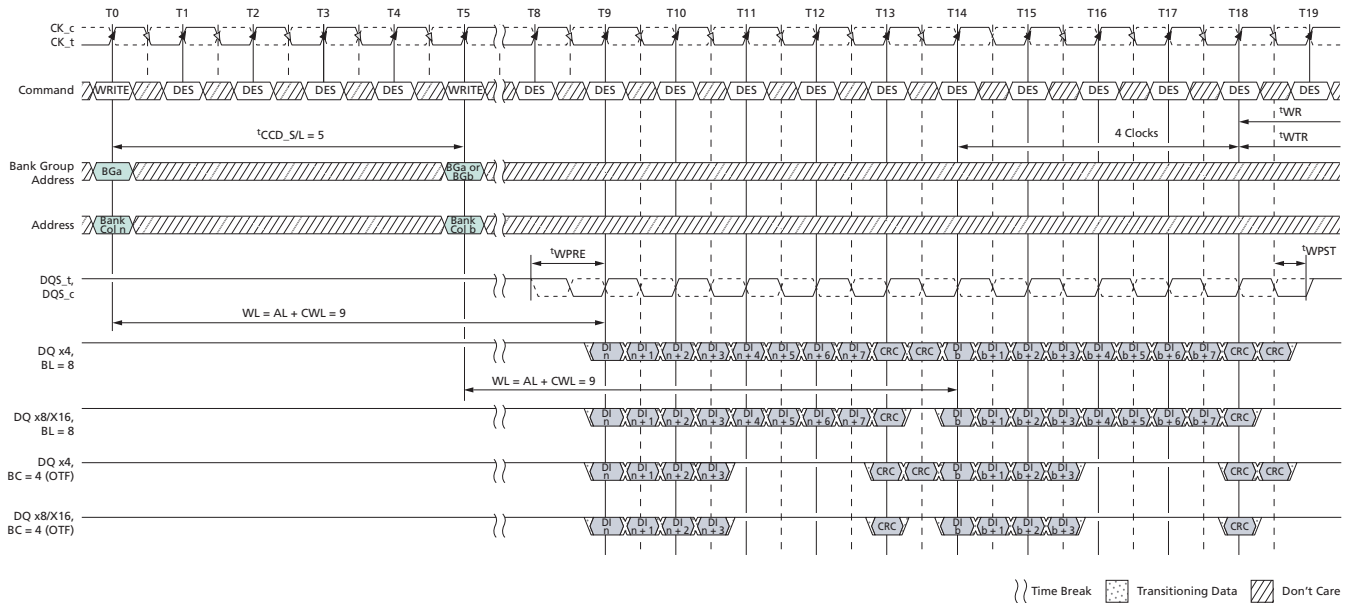 T0 T1 T2 T3 T4 T5 T8 T9 T10 T11 T12 T13 T14 T15 T16 T17 T18 T19
CK_c
CK_t
Command WRITE DES DES DES DES WRITE DES DES DES DES DES DES DES DES DES DES DES DES
tWR
tCCD_S/L = 5
4 Clocks
tWTR
Bank Group
Address
BGa
BGa or
BGb
Address
Bank
Col n
Bank
Col b
tWPRE
tWPST
DQS_t,
DQS_c
WL = AL + CWL = 9
DQ x4,
BL = 8
DI n DI n + 1 DI n + 2 DI n + 3 DI n + 4 DI n + 5 DI n + 6 DI n + 7 CRC CRC DI b DI b + 1 DI b + 2 DI b + 3 DI b + 4 DI b + 5 DI b + 6 DI b + 7 CRC CRC
WL = AL + CWL = 9
DQ x8/X16,
BL = 8
DI n DI n + 1 DI n + 2 DI n + 3 DI n + 4 DI n + 5 DI n + 6 DI n + 7 CRC DI b DI b + 1 DI b + 2 DI b + 3 DI b + 4 DI b + 5 DI b + 6 DI b + 7 CRC
DQ x4,
BC = 4 (OTF)
DI n DI n + 1 DI n + 2 DI n + 3 CRC CRC DI b DI b + 1 DI b + 2 DI b + 3 CRC CRC
DQ x8/X16,
BC = 4 (OTF)
DI n DI n + 1 DI n + 2 DI n + 3 CRC DI b DI b + 1 DI b + 2 DI b + 3 CRC
Time Break Transitioning Data Don't Care